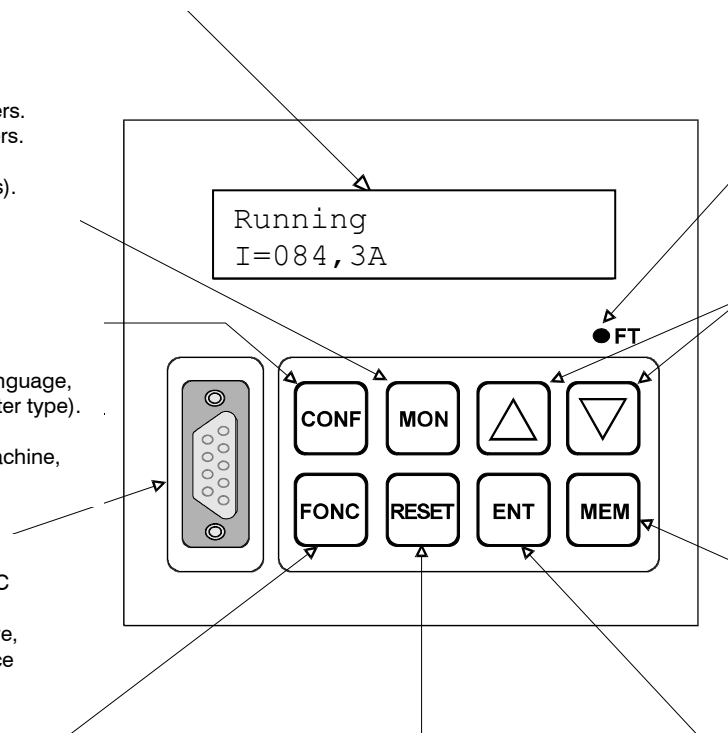 ers.
rs.
s).
Running
I=084,3A
FT
nguage,
ter type).
achine,
CONF MON
FONC RESET ENT MEM
C
e,
ce